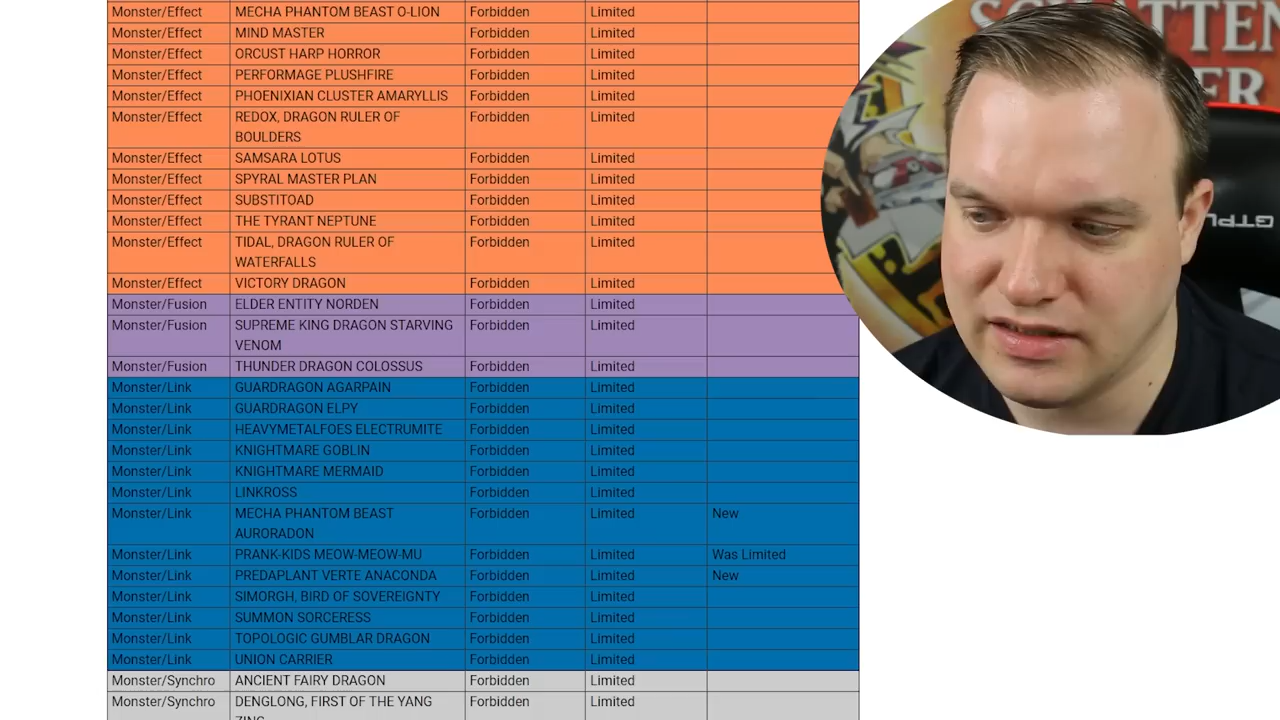 Monster/Effect MECHA PHANTOM BEAST O-LION Forbidden Limited
Monster/Effect MIND MASTER Forbidden Limited
Monster/Effect ORCUST HARP HORROR Forbidden Limited
Monster/Effect PERFORMAGE PLUSHFIRE Forbidden Limited
Monster/Effect PHOENIXIAN CLUSTER AMARYLLIS Forbidden Limited
Monster/Effect REDOX, DRAGON RULER OF Forbidden Limited
BOULDERS
Monster/Effect SAMSARA LOTUS Forbidden Limited
Monster/Effect SPYRAL MASTER PLAN Forbidden Limited
Monster/Effect SUBSTITOAD Forbidden Limited
Monster/Effect THE TYRANT NEPTUNE Forbidden Limited
Monster/Effect TIDAL, DRAGON RULER OF Forbidden Limited
WATERFALLS
Monster/Effect VICTORY DRAGON Forbidden Limited
Monster/Fusion ELDER ENTITY NORDEN Forbidden Limited
Monster/Fusion SUPREME KING DRAGON STARVING Forbidden Limited
VENOM
Monster/Fusion THUNDER DRAGON COLOSSUS Forbidden Limited
Monster/Link GUARDRAGON AGARPAIN Forbidden Limited
Monster/Link GUARDRAGON ELPY Forbidden Limited
Monster/Link HEAVYMETALFOES ELECTRUMITE Forbidden Limited
Monster/Link KNIGHTMARE GOBLIN Forbidden Limited
Monster/Link KNIGHTMARE MERMAID Forbidden Limited
Monster/Link LINKROSS Forbidden Limited
Monster/Link MECHA PHANTOM BEAST Forbidden Limited New
AURORADON
Monster/Link PRANK-KIDS MEOW-MEOW-MU Forbidden Limited Was Limited
Monster/Link PREDAPLANT VERTE ANACONDA Forbidden Limited New
Monster/Link SIMORGH, BIRD OF SOVEREIGNTY Forbidden Limited
Monster/Link SUMMON SORCERESS Forbidden Limited
Monster/Link TOPOLOGIC GUMBLAR DRAGON Forbidden Limited
Monster/Link UNION CARRIER Forbidden Limited
Monster/Synchro ANCIENT FAIRY DRAGON Forbidden Limited
Monster/Synchro DENGLONG, FIRST OF THE YANG Forbidden Limited
ZING